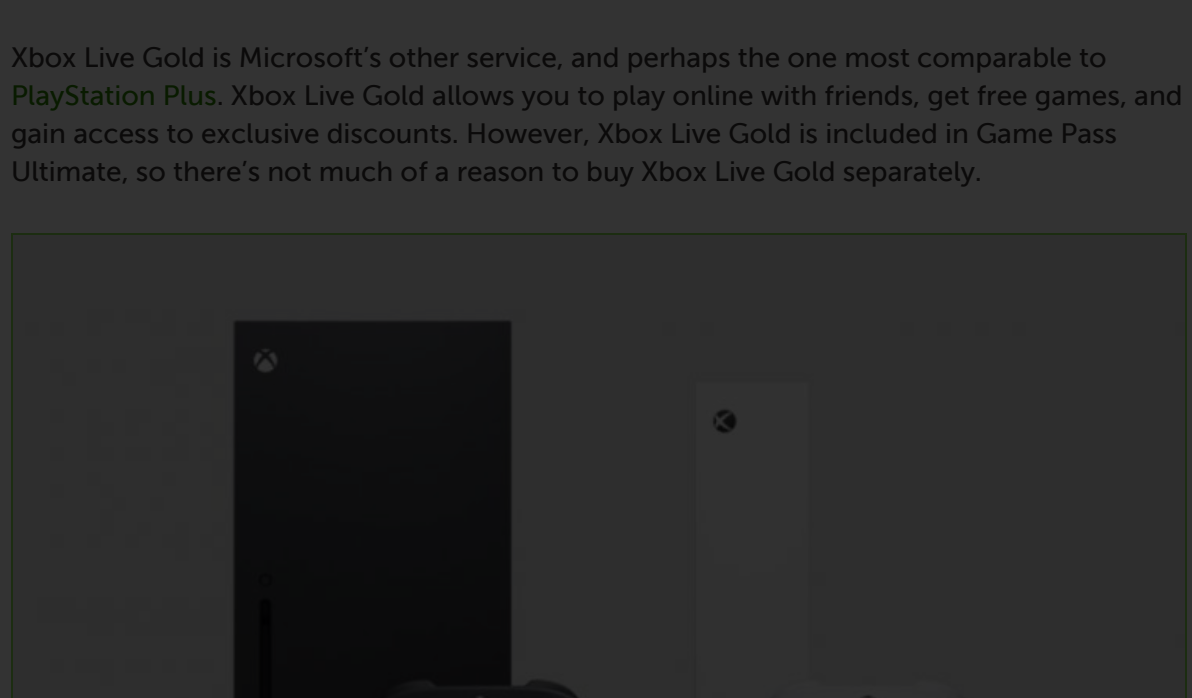 Xbox Live Gold is Microsoft’s other service, and perhaps the one most comparable to
PlayStation Plus. Xbox Live Gold allows you to play online with friends, get free games, and
gain access to exclusive discounts. However, Xbox Live Gold is included in Game Pass
Ultimate, so there’s not much of a reason to buy Xbox Live Gold separately.